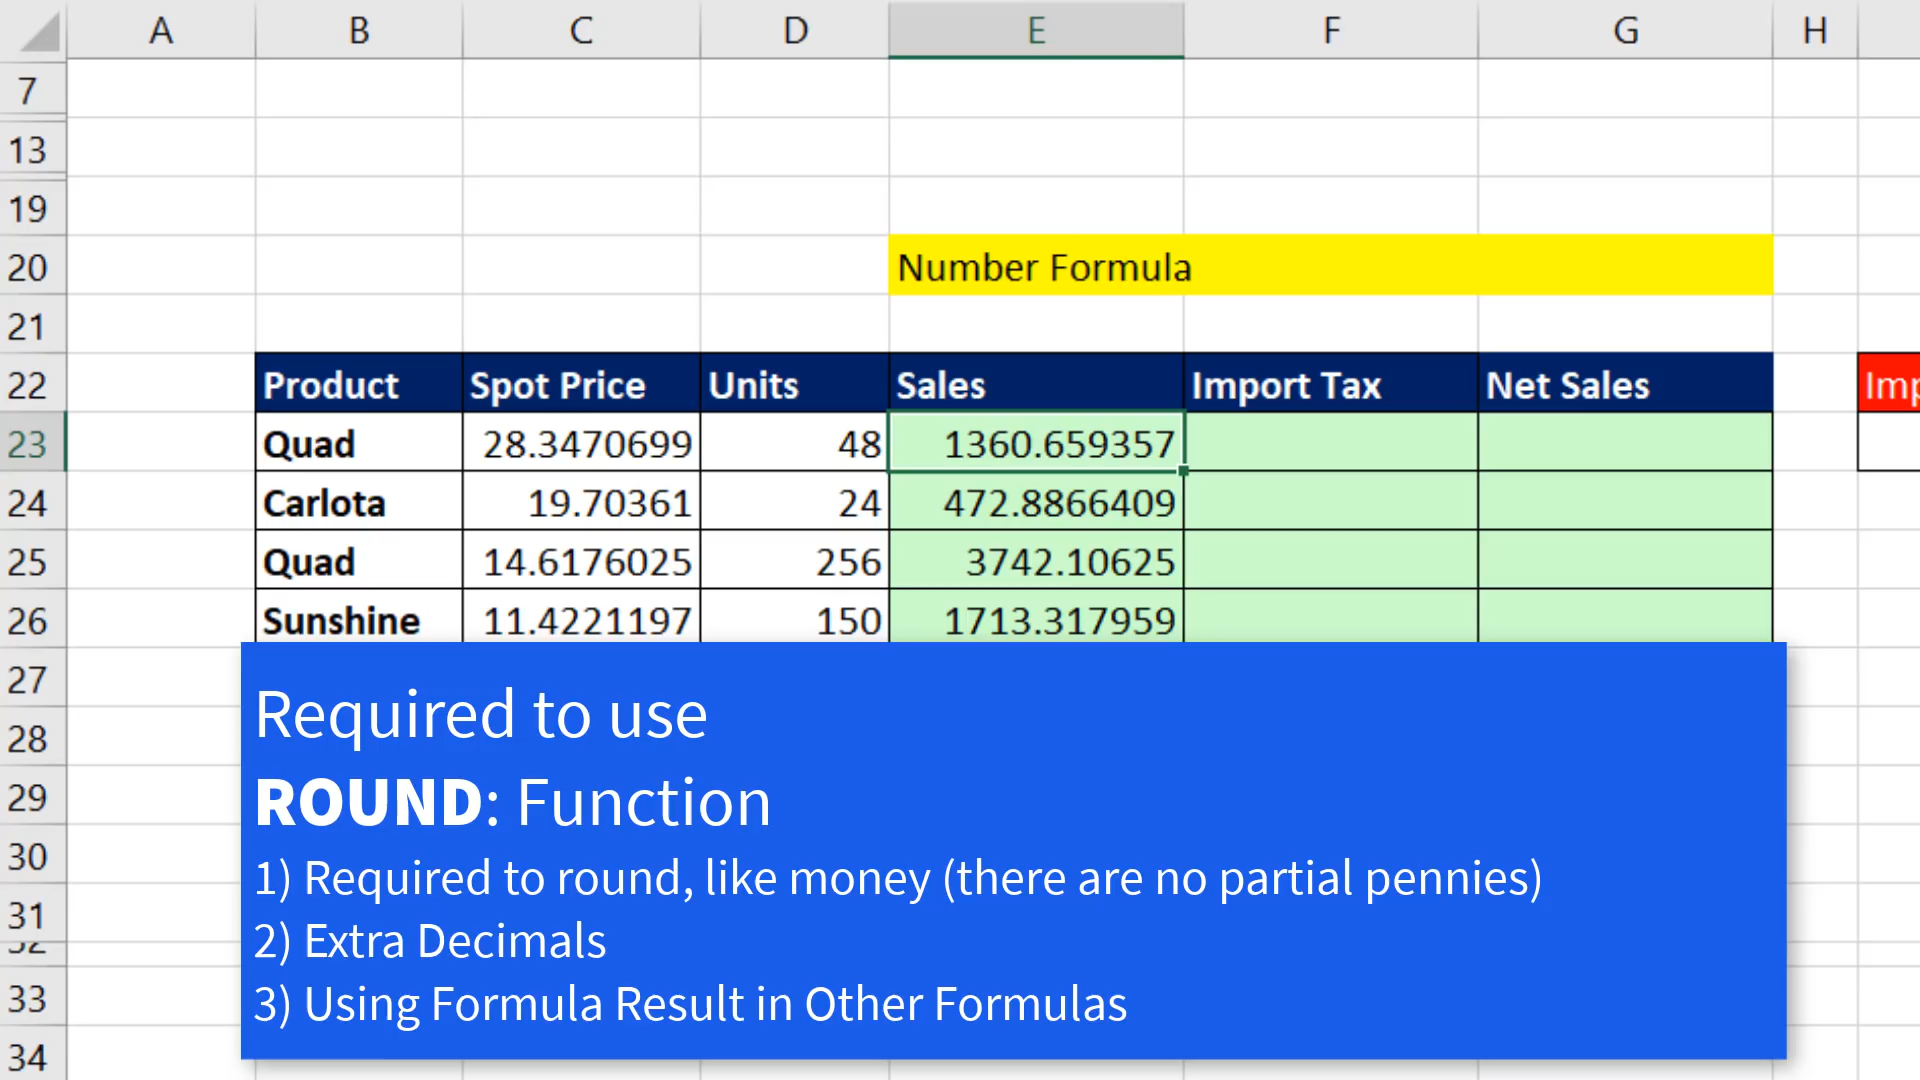 A B C D E F G H
7
13
19
20 Number Formula
21
22 Product Spot Price Units Sales Import Tax Net Sales Imp
23 Quad 28.3470699 48 1360.659357
24 Carlota 19.70361 24 472.8866409
25 Quad 14.6176025 256 3742.10625
26 Sunshine 11.4221197 150 1713.317959
27
28
29
30
31
32
33
34
Required to use
ROUND: Function
1) Required to round, like money (there are no partial pennies)
2) Extra Decimals
3) Using Formula Result in Other Formulas